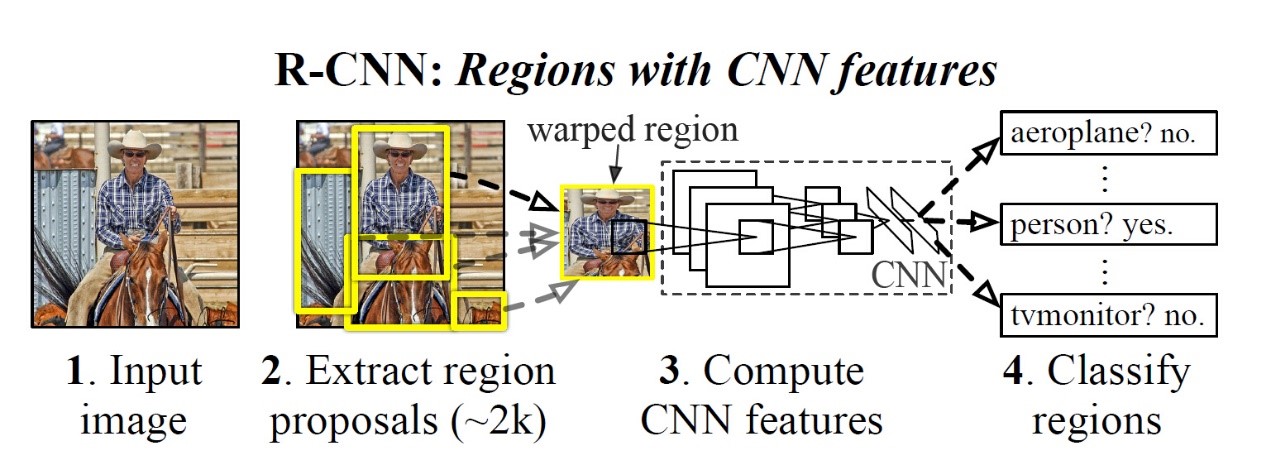 R-CNN: Regions with CNN features
warped region
aeroplane? no.
⋮
person? yes.
⋮
tvmonitor? no.
CNN
1. Input
image
2. Extract region
proposals (~2k)
3. Compute
CNN features
4. Classify
regions